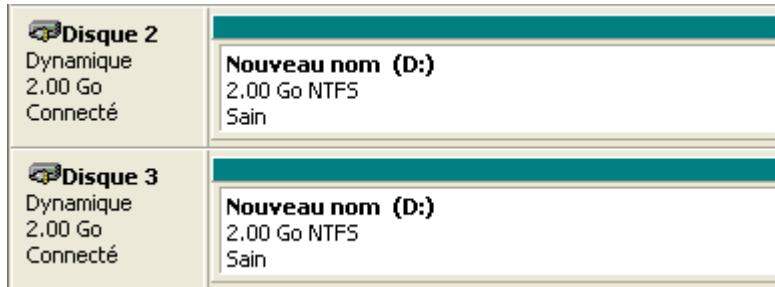 Disque 2
Dynamique
2.00 Go
Connecté
Nouveau nom (D:)
2.00 Go NTFS
Sain
Disque 3
Dynamique
2.00 Go
Connecté
Nouveau nom (D:)
2.00 Go NTFS
Sain